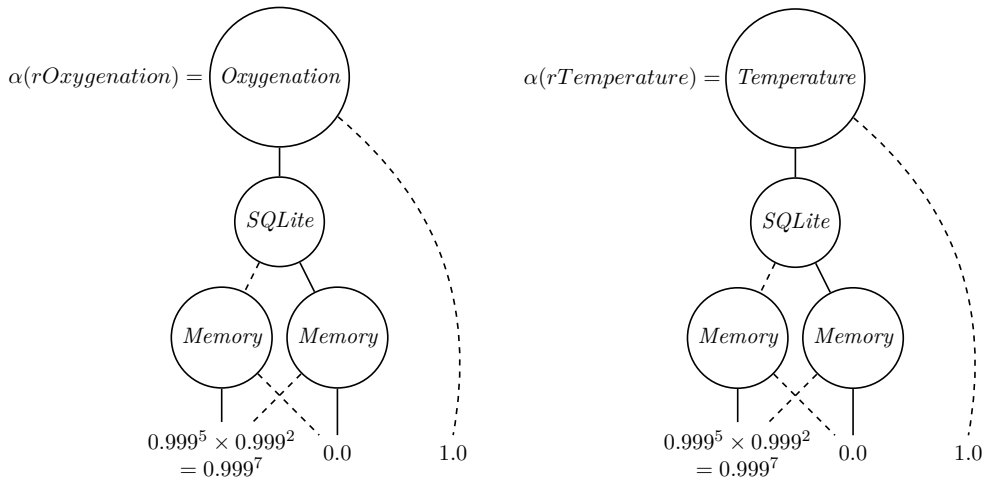 α(rOxygenation) = Oxygenation
SQLite
Memory Memory
0.999⁵ × 0.999²
= 0.999⁷
0.0
1.0
α(rTemperature) = Temperature
SQLite
Memory Memory
0.999⁵ × 0.999²
= 0.999⁷
0.0
1.0